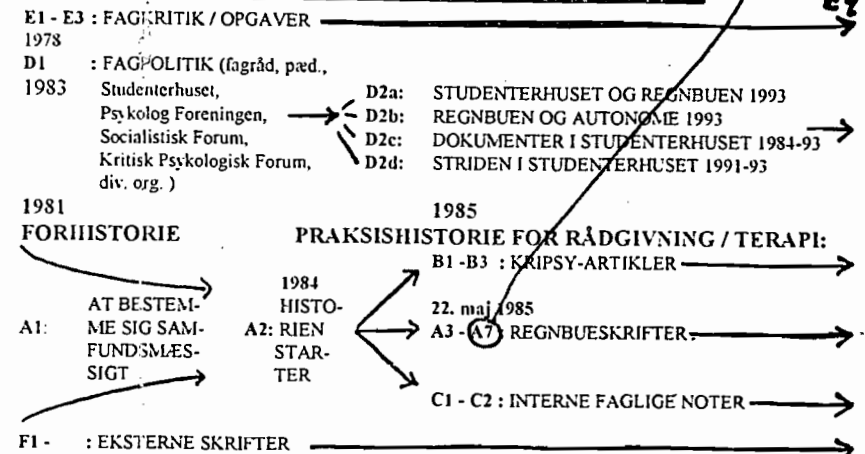 E1 - E3 : FAGKRITIK / OPGAVER
1978
D1 : FAGPOLITIK (fagråd, pæd.,
1983 Studenterhuset,
Psykolog Foreningen,
Socialistisk Forum,
Kritisk Psykologisk Forum,
div. org. )
D2a: STUDENTERHUSET OG REGNBUEN 1993
D2b: REGNBUEN OG AUTONOME 1993
D2c: DOKUMENTER I STUDENTERHUSET 1984-93
D2d: STRIDEN I STUDENTERHUSET 1991-93
1981
FORHISTORIE
1985
PRAKSISHISTORIE FOR RÅDGIVNING / TERAPI:
B1 -B3 : KRIPSY-ARTIKLER
A1: AT BESTEM-
ME SIG SAM-
FUNDSMÆS-
SIGT
1984
HISTO-
A2: RIEN
STAR-
TER
22. maj 1985
A3 - A7 : REGNBUESKRIFTER
C1 - C2 : INTERNE FAGLIGE NOTER
F1 - : EKSTERNE SKRIFTER